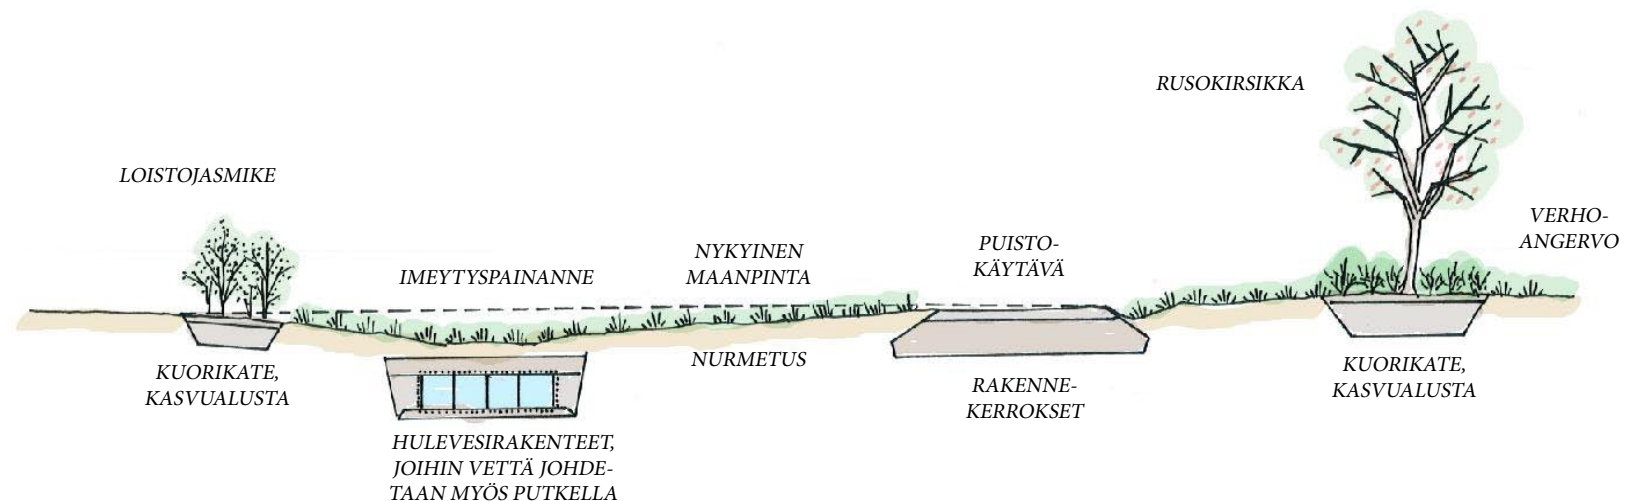 RUSOKIRSIKKA
LOISTOJASMIKE
VERHO-
ANGERVO
NYKYINEN
MAANPINTA
PUISTO-
KÄYTÄVÄ
IMEYTYSPAINANNE
NURMETUS
KUORIKATE,
KASVUALUSTA
RAKENNE-
KERROKSET
KUORIKATE,
KASVUALUSTA
HULEVESIRAKENTEET,
JOIHIN VETTÄ JOHDE-
TAAN MYÖS PUTKELLA